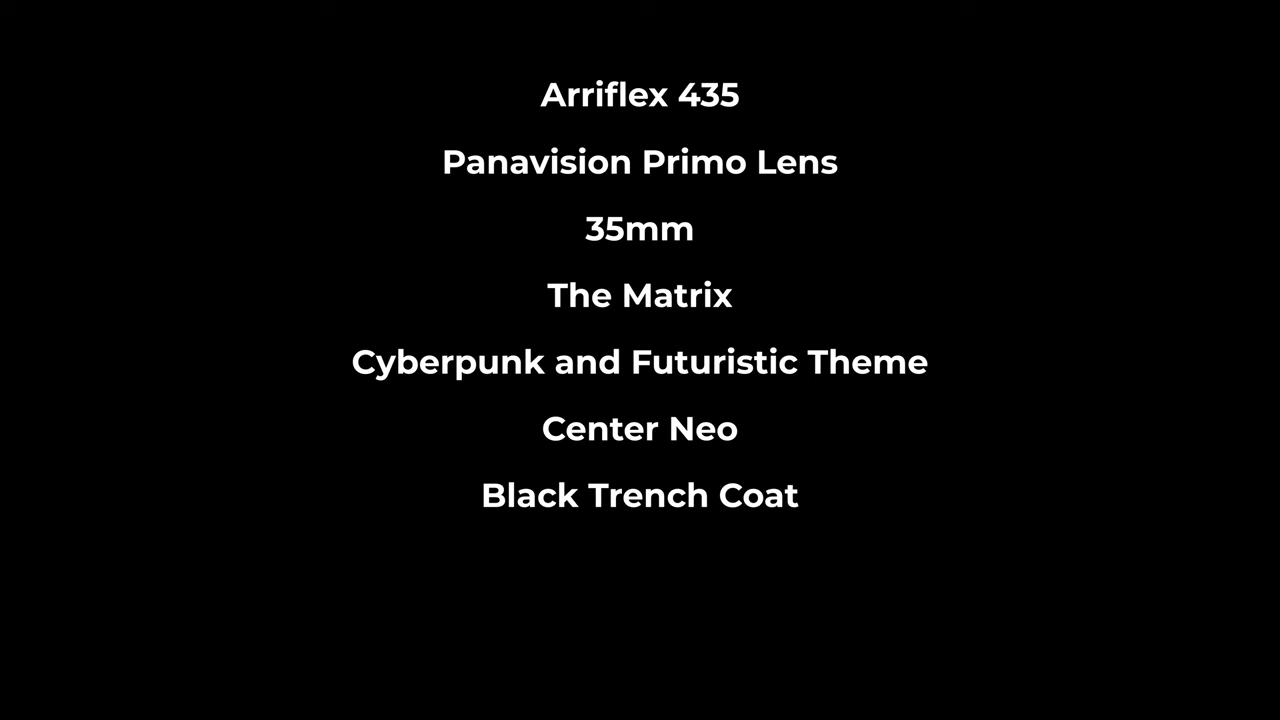 Arriflex 435
Panavision Primo Lens
35mm
The Matrix
Cyberpunk and Futuristic Theme
Center Neo
Black Trench Coat